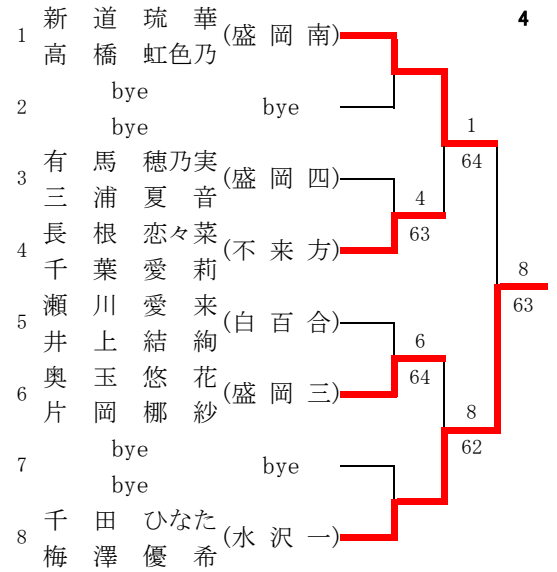 4
1 新 道 琉 華 (盛 岡 南)
高 橋 虹色乃
2 bye bye
bye
1
64
3 有 馬 穂乃実 (盛 岡 四)
三 浦 夏 音
4
63
4 長 根 恋々菜 (不 来 方)
千 葉 愛 莉
8
63
5 瀬 川 愛 来 (白 百 合)
井 上 結 絢
6
64
6 奥 玉 悠 花 (盛 岡 三)
片 岡 梛 紗
8
62
7 bye bye
bye
8 千 田 ひなた (水 沢 一)
梅 澤 優 希